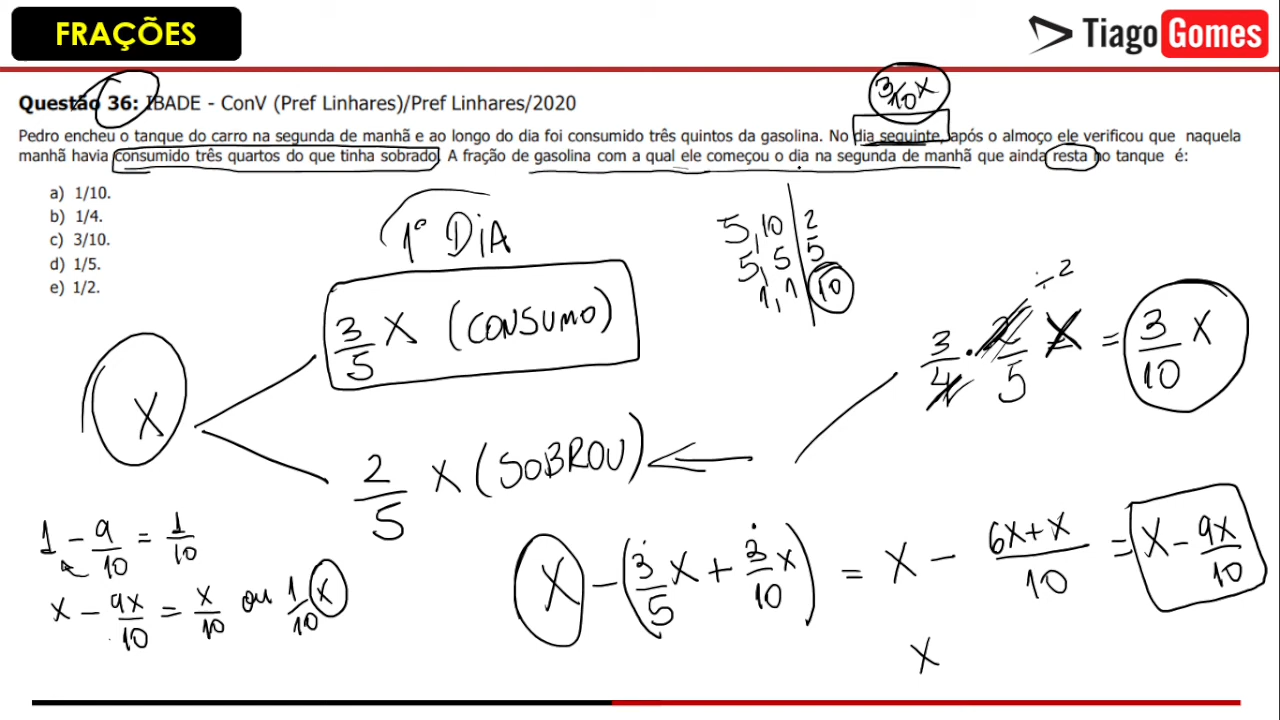 FRAÇÕES
Tiago Gomes
3/10 X
Questão 36: IBADE - ConV (Pref Linhares)/Pref Linhares/2020
Pedro encheu o tanque do carro na segunda de manhã e ao longo do dia foi consumido três quintos da gasolina. No dia seguinte, após o almoço ele verificou que naquela
manhã havia consumido três quartos do que tinha sobrado. A fração de gasolina com a qual ele começou o dia na segunda de manhã que ainda resta no tanque é:
a) 1/10.
b) 1/4.
c) 3/10.
d) 1/5.
e) 1/2.
1º DIA
5, 10 | 2
5, 5 | 5
1, 1 | 10
3/5 X (CONSUMO)
÷2
3/4 · 2/5 X = 3/10 X
X
2/5 X (SOBROU)
1 - 9/10 = 1/10
X - 9X/10 = X/10 ou 1/10 X
X - (3/5 X + 3/10 X) = X - 6X+X/10 = X - 9X/10
X